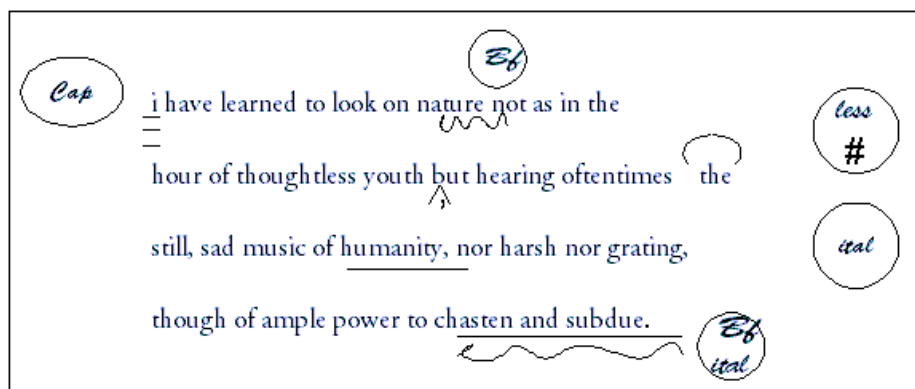 Bf
Cap
i have learned to look on nature not as in the
less
#
hour of thoughtless youth but hearing oftentimes the
,
still, sad music of humanity, nor harsh nor grating,
ital
though of ample power to chasten and subdue.
Bf
ital